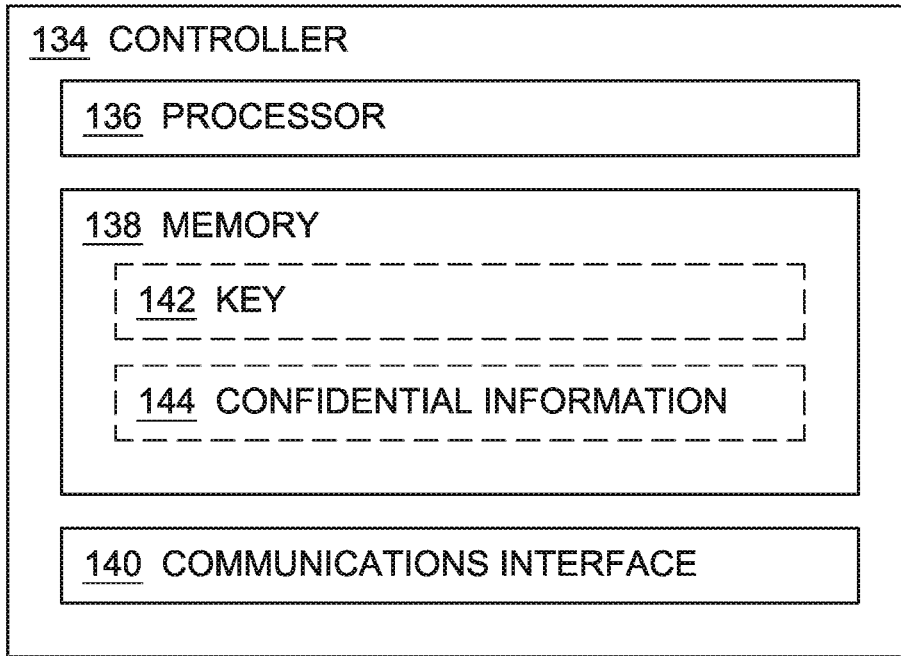 134 CONTROLLER
136 PROCESSOR
138 MEMORY
142 KEY
144 CONFIDENTIAL INFORMATION
140 COMMUNICATIONS INTERFACE